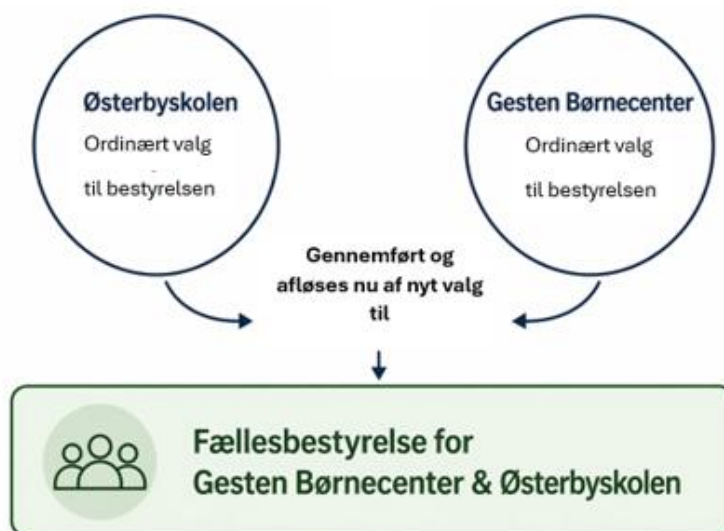 Østerbyskolen
Ordinært valg
til bestyrelsen
Gesten Børnecenter
Ordinært valg
til bestyrelsen
Gennemført og
afløses nu af nyt valg
til
Fællesbestyrelse for
Gesten Børnecenter & Østerbyskolen